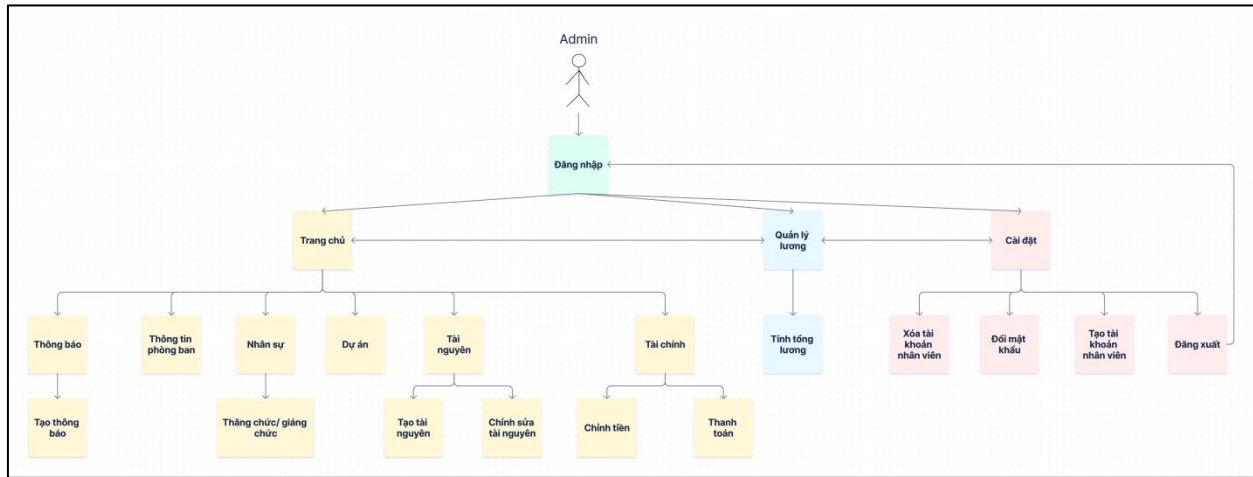 Admin
Đăng nhập
Trang chủ
Quản lý
lương
Cài đặt
Thông báo
Thông tin
phòng ban
Nhân sự
Dự án
Tài
nguyên
Tài chính
Tính tổng
lương
Xóa tài
khoản
nhân viên
Đổi mật
khẩu
Tạo tài
khoản
nhân viên
Đăng xuất
Tạo thông
báo
Thăng chức/ giáng
chức
Tạo tài
nguyên
Chỉnh sửa
tài nguyên
Chỉnh tiền
Thanh
toán